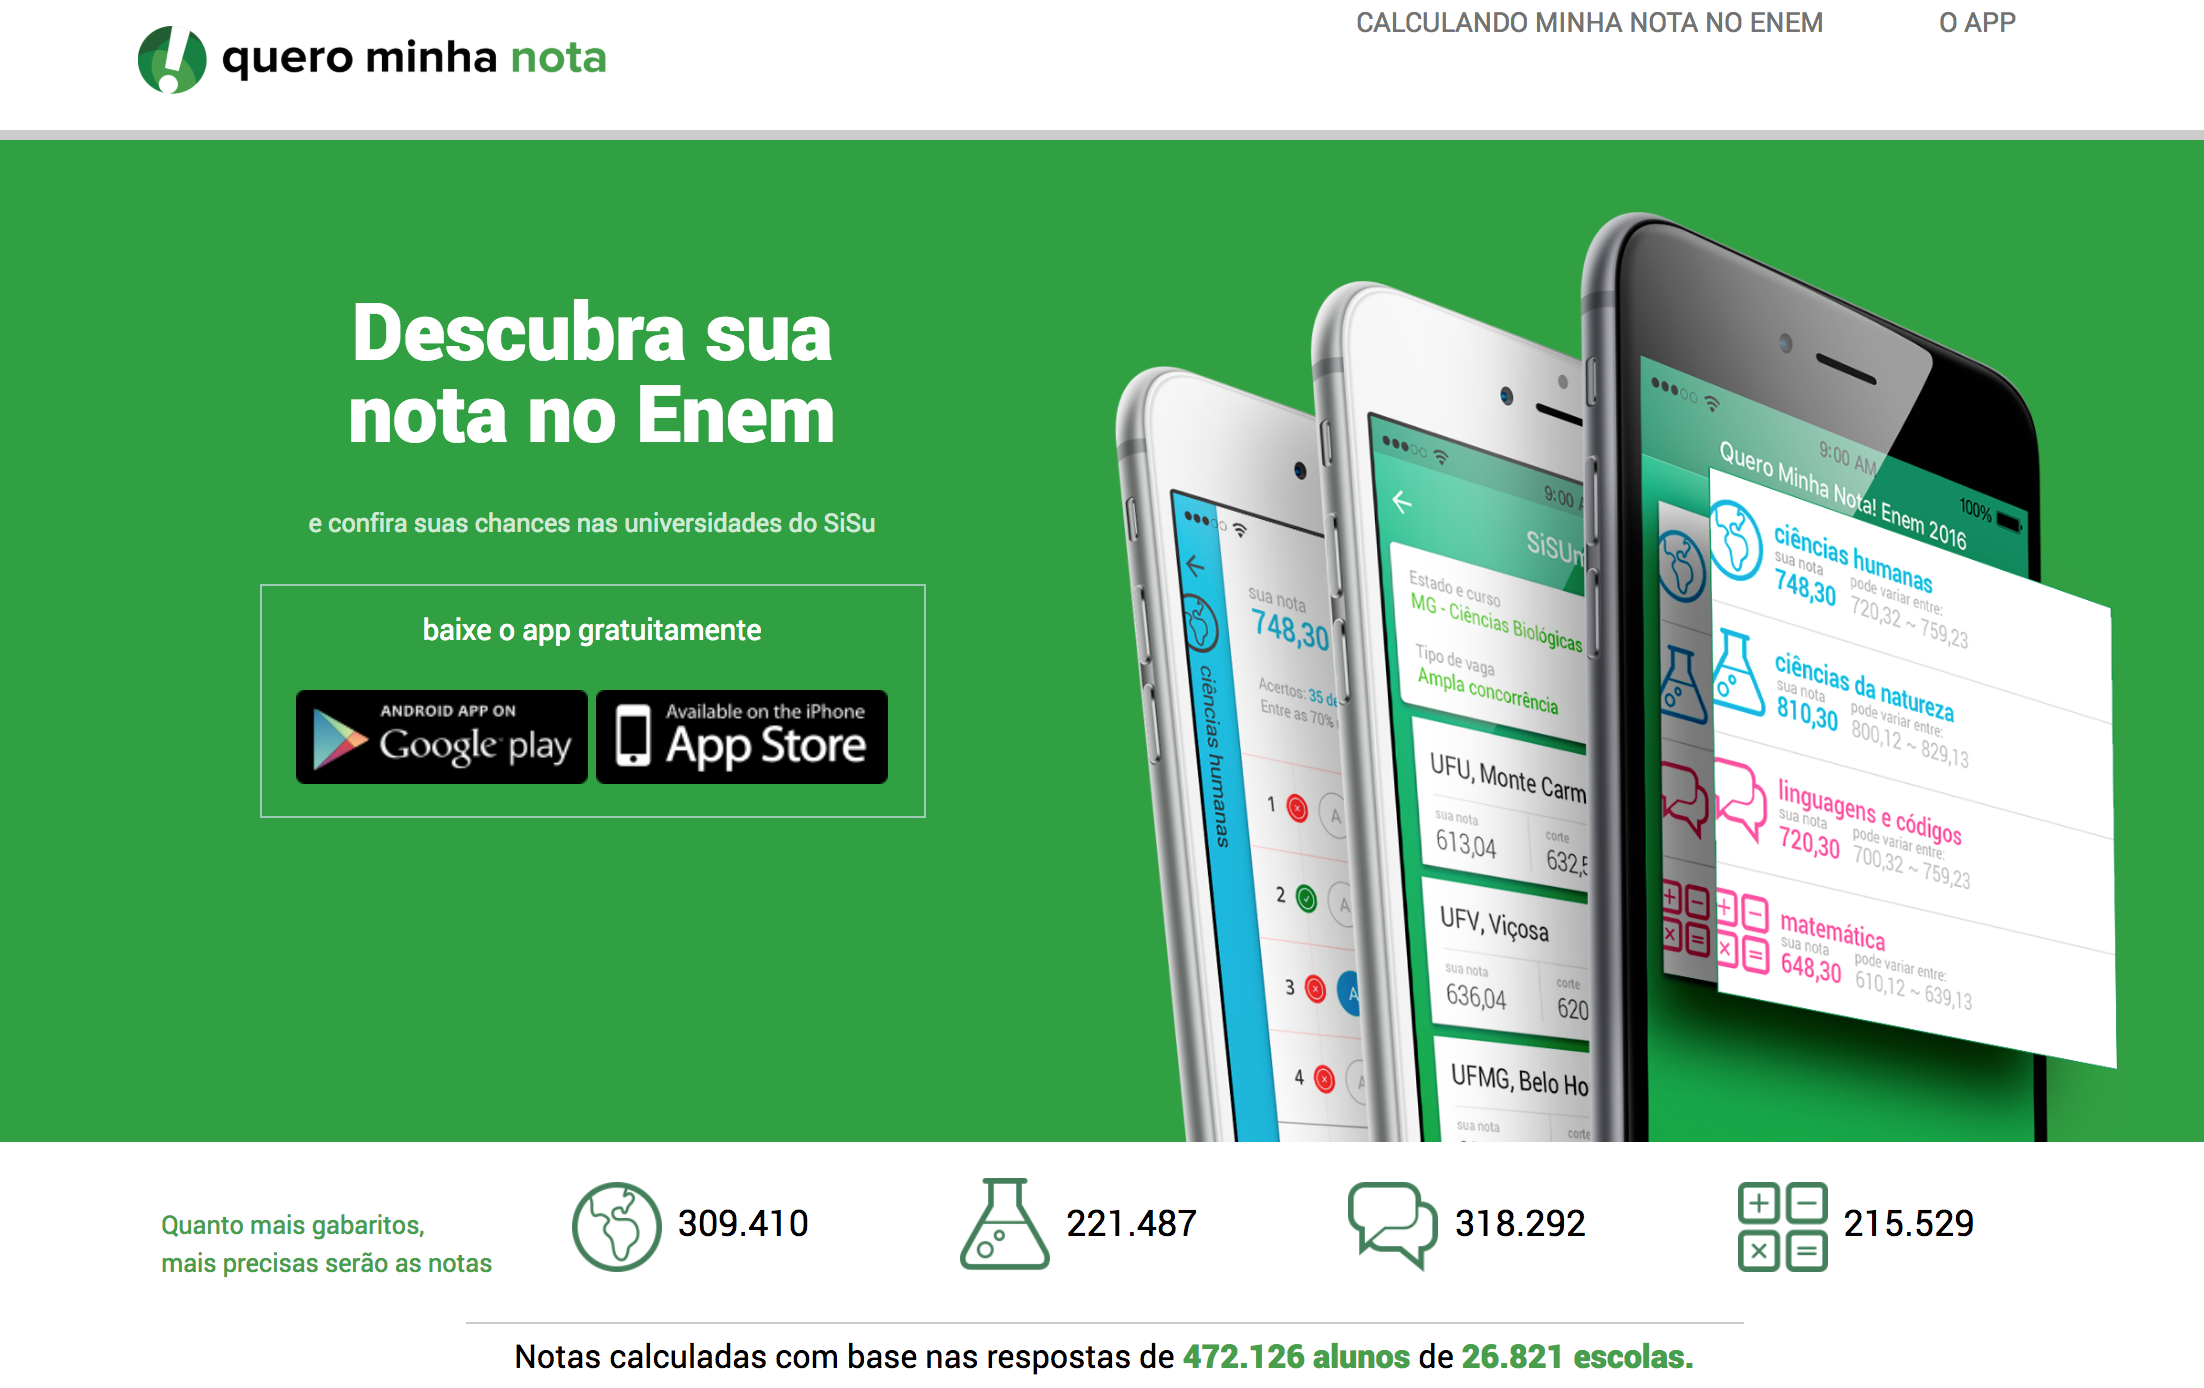 quero minha nota
CALCULANDO MINHA NOTA NO ENEM
O APP
Descubra sua
nota no Enem
e confira suas chances nas universidades do SiSu
baixe o app gratuitamente
ANDROID APP ON
Google play
Available on the iPhone
App Store
sua nota
748,30
Acertos: 35 de
Entre as 70%
ciências humanas
1 A
2 A
3 A
4 A
9:00 A
SiSUm
Estado e curso
MG - Ciências Biológicas
Tipo de vaga
Ampla concorrência
UFU, Monte Carm
sua nota corte
613,04 632,5
UFV, Viçosa
sua nota corte
636,04 620
UFMG, Belo Ho
sua nota corte
9:00 AM
100%
Quero Minha Nota! Enem 2016
ciências humanas
sua nota pode variar entre:
748,30 720,32 ~ 759,23
ciências da natureza
sua nota pode variar entre:
810,30 800,12 ~ 829,13
linguagens e códigos
sua nota pode variar entre:
720,30 700,32 ~ 759,23
matemática
sua nota pode variar entre:
648,30 610,12 ~ 639,13
Quanto mais gabaritos,
mais precisas serão as notas
309.410
221.487
318.292
215.529
Notas calculadas com base nas respostas de 472.126 alunos de 26.821 escolas.